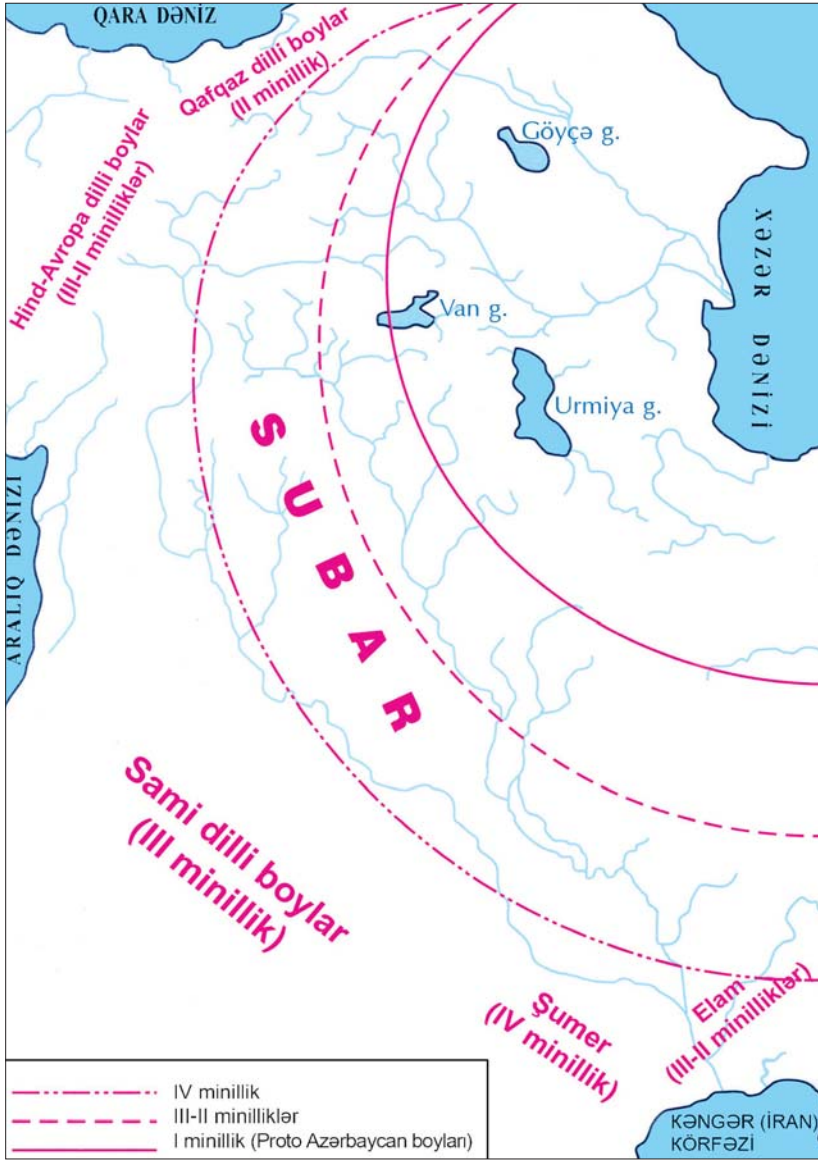 QARA DƏNİZ
Qafqaz dilli boylar
(II minillik)
Hind-Avropa dilli boylar
(III-II minilliklər)
Göyçə g.
XƏZƏR DƏNİZİ
Van g.
Urmiya g.
ARALIQ DƏNİZI
SUBAR
Sami dilli boylar
(III minillik)
Şumer
(IV minillik)
Elam
(III-II minilliklər)
IV minillik
III-II minilliklər
I minillik (Proto Azərbaycan boyları)
KƏNGƏR (İRAN)
KÖRFƏZİ